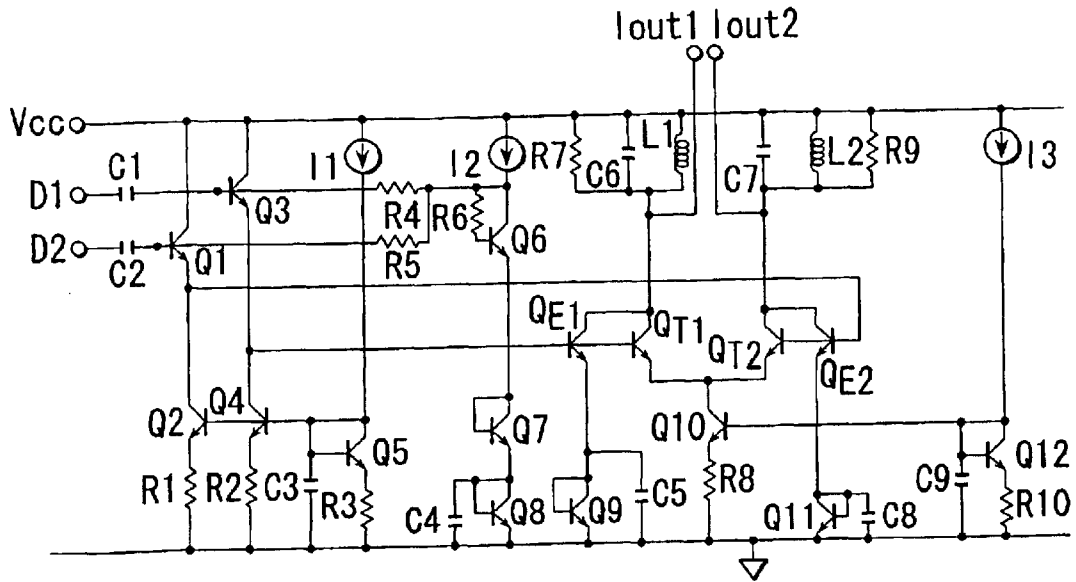 Iout1 Iout2
Vcc
C1
D1
Q3
I1
I2
R7
C6
L1
C7
L2
R9
I3
R4
R6
D2
C2
Q1
R5
Q6
QE1
QT1
QT2
QE2
Q2
Q4
Q5
Q7
Q10
Q12
R1
R2
C3
R3
C4
Q8
Q9
C5
R8
Q11
C8
C9
R10